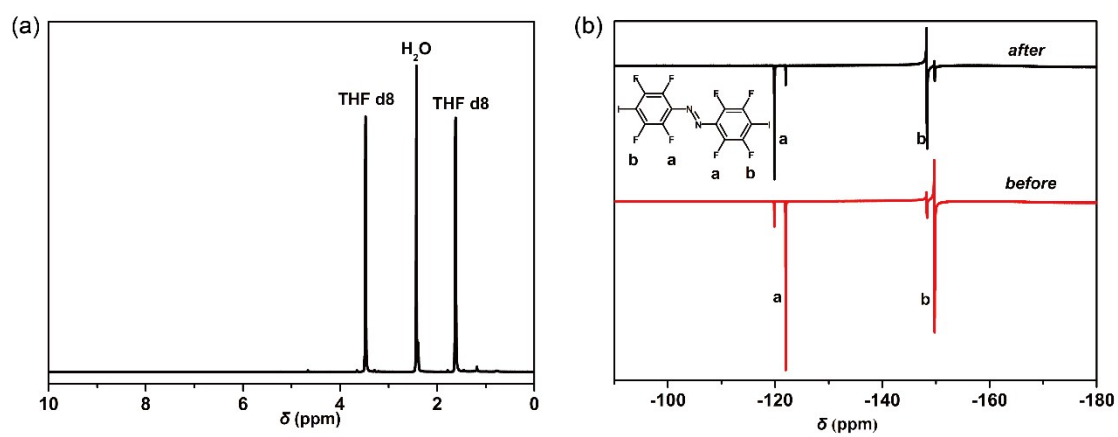 (a)
H₂O
THF d8
THF d8
10
8
6
4
2
0
δ (ppm)
(b)
after
F F
F F
I
N
N
I
F F
F F
b a
a b
a
b
before
a
b
-100
-120
-140
-160
-180
δ (ppm)